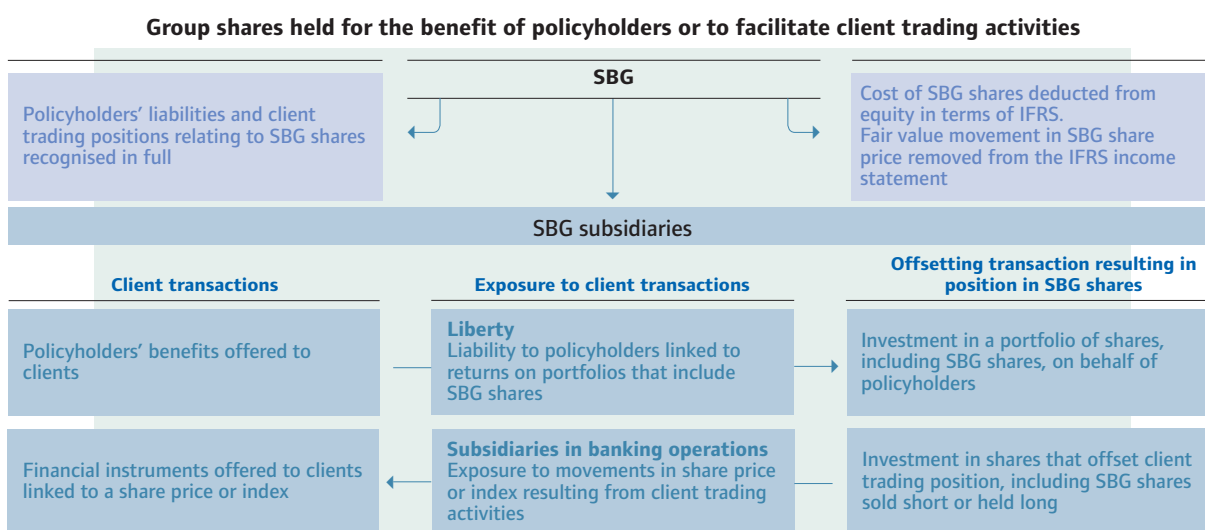 Group shares held for the benefit of policyholders or to facilitate client trading activities
SBG
Policyholders’ liabilities and client
trading positions relating to SBG shares
recognised in full
Cost of SBG shares deducted from
equity in terms of IFRS.
Fair value movement in SBG share
price removed from the IFRS income
statement
SBG subsidiaries
Client transactions
Exposure to client transactions
Offsetting transaction resulting in
position in SBG shares
Policyholders’ benefits offered to
clients
Liberty
Liability to policyholders linked to
returns on portfolios that include
SBG shares
Investment in a portfolio of shares,
including SBG shares, on behalf of
policyholders
Financial instruments offered to clients
linked to a share price or index
Subsidiaries in banking operations
Exposure to movements in share price
or index resulting from client trading
activities
Investment in shares that offset client
trading position, including SBG shares
sold short or held long